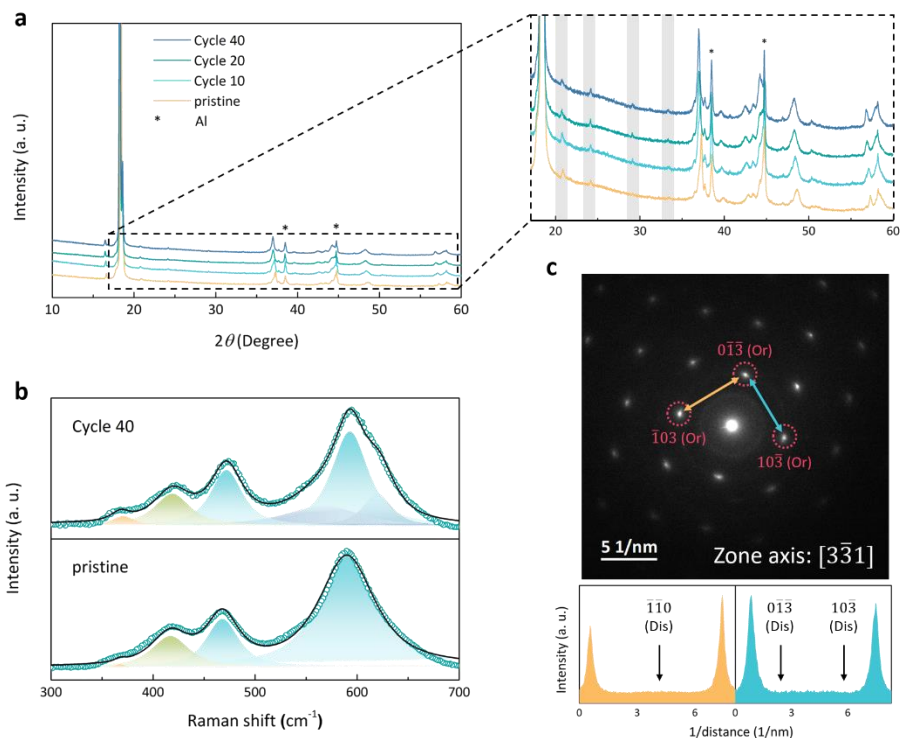 a
Intensity (a. u.)
Cycle 40
Cycle 20
Cycle 10
pristine
* Al
* *
10 20 30 40 50 60
2θ (Degree)
* *
20 30 40 50 60
b
Intensity (a. u.)
Cycle 40
pristine
300 400 500 600 700
Raman shift (cm⁻¹)
c
01̅3̅ (Or)
1̅03 (Or)
103̅ (Or)
5 1/nm
Zone axis: [33̅1]
Intensity (a. u.)
1̅1̅0
(Dis)
01̅3̅
(Dis)
103̅
(Dis)
0 3 6 0 3 6
1/distance (1/nm)